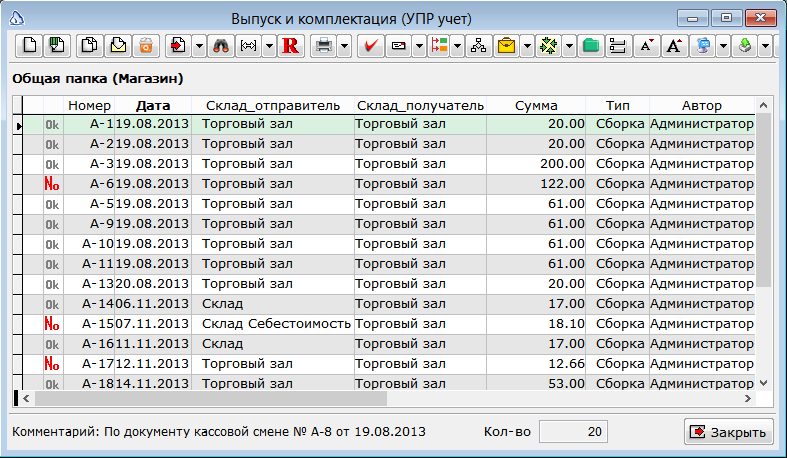 Выпуск и комплектация (УПР учет)
R
Общая папка (Магазин)
Номер Дата Склад_отправитель Склад_получатель Сумма Тип Автор
Ok А-1 19.08.2013 Торговый зал Торговый зал 20.00 Сборка Администратор
Ok А-2 19.08.2013 Торговый зал Торговый зал 20.00 Сборка Администратор
Ok А-3 19.08.2013 Торговый зал Торговый зал 200.00 Сборка Администратор
No А-6 19.08.2013 Торговый зал Торговый зал 122.00 Сборка Администратор
Ok А-5 19.08.2013 Торговый зал Торговый зал 61.00 Сборка Администратор
Ok А-9 19.08.2013 Торговый зал Торговый зал 61.00 Сборка Администратор
Ok А-10 19.08.2013 Торговый зал Торговый зал 61.00 Сборка Администратор
Ok А-11 19.08.2013 Торговый зал Торговый зал 61.00 Сборка Администратор
Ok А-13 20.08.2013 Торговый зал Торговый зал 20.00 Сборка Администратор
Ok А-14 06.11.2013 Склад Торговый зал 17.00 Сборка Администратор
No А-15 07.11.2013 Склад Себестоимость Торговый зал 18.10 Сборка Администратор
Ok А-16 11.11.2013 Склад Торговый зал 17.00 Сборка Администратор
No А-17 12.11.2013 Торговый зал Торговый зал 12.66 Сборка Администратор
Ok А-18 14.11.2013 Торговый зал Торговый зал 53.00 Сборка Администратор
Комментарий: По документу кассовой смене № А-8 от 19.08.2013 Кол-во 20 Закрыть